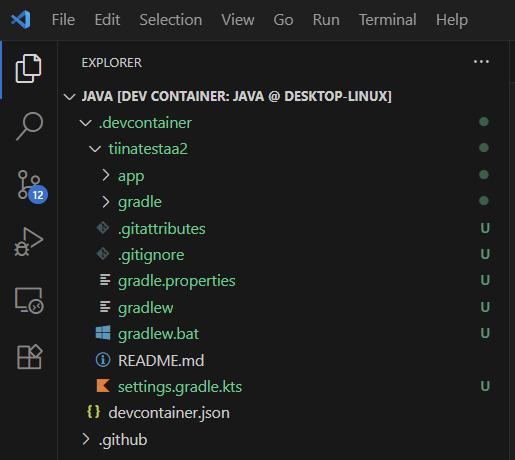 File Edit Selection View Go Run Terminal Help
EXPLORER ...
JAVA [DEV CONTAINER: JAVA @ DESKTOP-LINUX]
.devcontainer
tiinatestaa2
app
gradle
.gitattributes U
.gitignore U
gradle.properties U
gradlew U
12
gradlew.bat U
README.md
settings.gradle.kts U
{ } devcontainer.json
.github